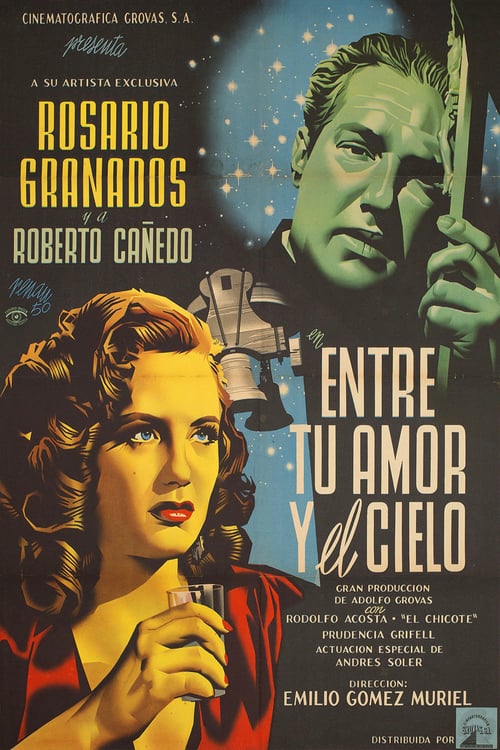 CINEMATOGRAFICA GROVAS, S.A.
presenta
A SU ARTISTA EXCLUSIVA
ROSARIO
GRANADOS
y a
ROBERTO CAÑEDO
renau
50
en
ENTRE
TU AMOR
Y el CIELO
GRAN PRODUCCION
DE ADOLFO GROVAS
con
RODOLFO ACOSTA • "EL CHICOTE"
PRUDENCIA GRIFELL
ACTUACION ESPECIAL DE
ANDRES SOLER
DIRECCION:
EMILIO GOMEZ MURIEL
DISTRIBUIDA POR